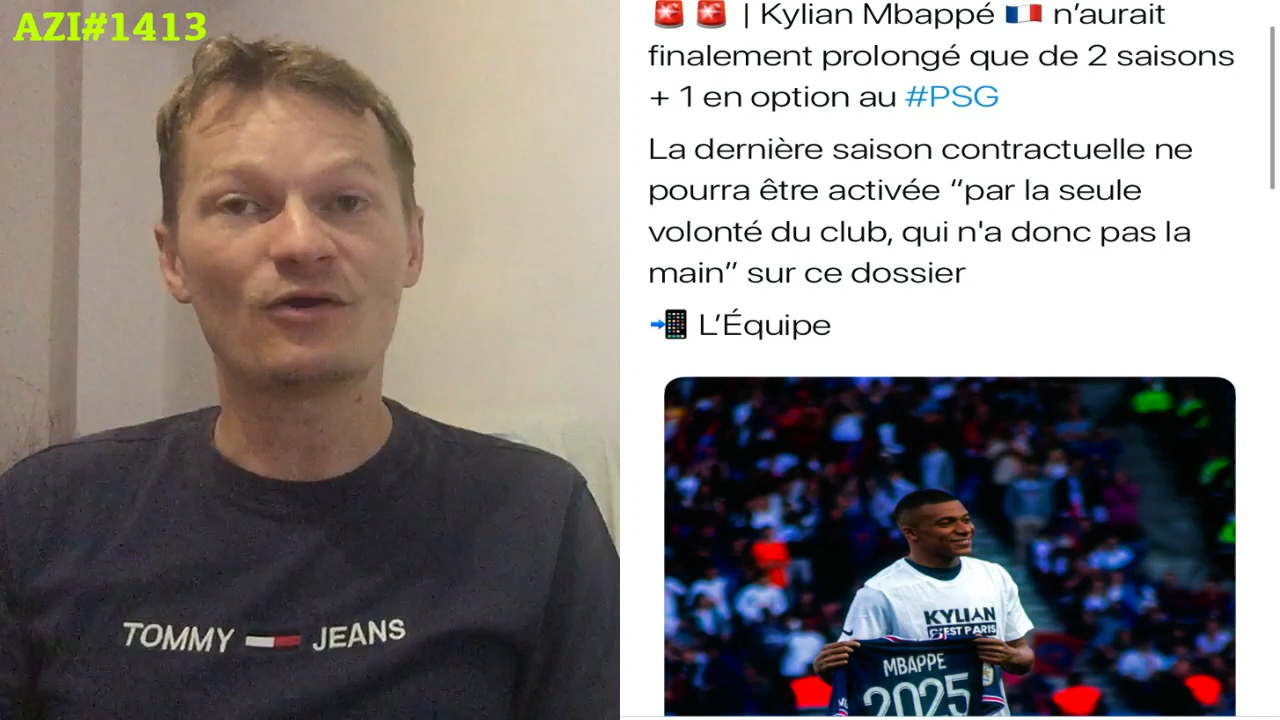 AZI#1413
🚨🚨 | Kylian Mbappé 🇫🇷 n’aurait
finalement prolongé que de 2 saisons
+ 1 en option au #PSG
La dernière saison contractuelle ne
pourra être activée “par la seule
volonté du club, qui n'a donc pas la
main” sur ce dossier
📲 L’Équipe
TOMMY JEANS
KYLIAN
C'EST PARIS
MBAPPE
2025